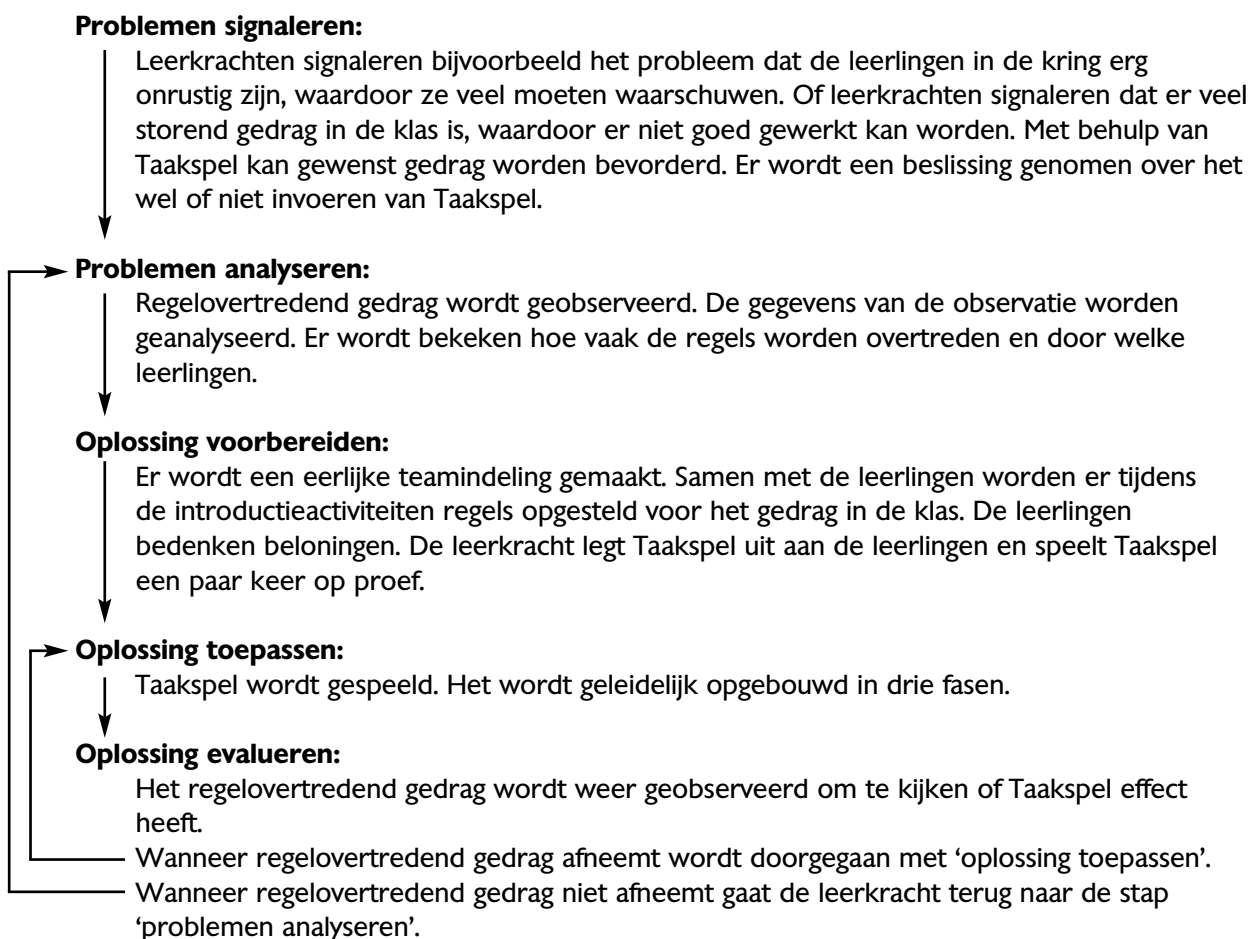 Problemen signaleren:
Leerkrachten signaleren bijvoorbeeld het probleem dat de leerlingen in de kring erg
onrustig zijn, waardoor ze veel moeten waarschuwen. Of leerkrachten signaleren dat er veel
storend gedrag in de klas is, waardoor er niet goed gewerkt kan worden. Met behulp van
Taakspel kan gewenst gedrag worden bevorderd. Er wordt een beslissing genomen over het
wel of niet invoeren van Taakspel.
Problemen analyseren:
Regelovertredend gedrag wordt geobserveerd. De gegevens van de observatie worden
geanalyseerd. Er wordt bekeken hoe vaak de regels worden overtreden en door welke
leerlingen.
Oplossing voorbereiden:
Er wordt een eerlijke teamindeling gemaakt. Samen met de leerlingen worden er tijdens
de introductieactiviteiten regels opgesteld voor het gedrag in de klas. De leerlingen
bedenken beloningen. De leerkracht legt Taakspel uit aan de leerlingen en speelt Taakspel
een paar keer op proef.
Oplossing toepassen:
Taakspel wordt gespeeld. Het wordt geleidelijk opgebouwd in drie fasen.
Oplossing evalueren:
Het regelovertredend gedrag wordt weer geobserveerd om te kijken of Taakspel effect
heeft.
Wanneer regelovertredend gedrag afneemt wordt doorgegaan met ‘oplossing toepassen’.
Wanneer regelovertredend gedrag niet afneemt gaat de leerkracht terug naar de stap
‘problemen analyseren’.